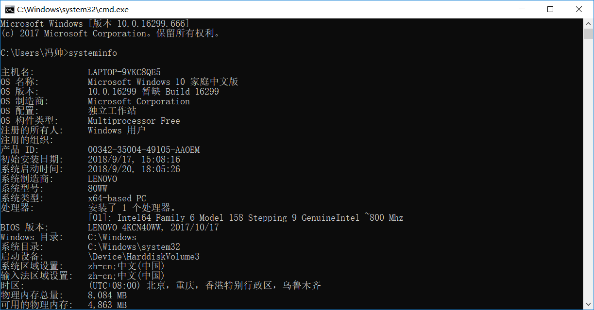 C:\Windows\system32\cmd.exe
Microsoft Windows [版本 10.0.16299.666]
(c) 2017 Microsoft Corporation。保留所有权利。
C:\Users\冯帅>systeminfo
主机名: LAPTOP-9VKC8QE5
OS 名称: Microsoft Windows 10 家庭中文版
OS 版本: 10.0.16299 暂缺 Build 16299
OS 制造商: Microsoft Corporation
OS 配置: 独立工作站
OS 构件类型: Multiprocessor Free
注册的所有人: Windows 用户
注册的组织:
产品 ID: 00342-35004-49105-AAOEM
初始安装日期: 2018/9/17, 15:08:16
系统启动时间: 2018/9/20, 18:05:26
系统制造商: LENOVO
系统型号: 80WW
系统类型: x64-based PC
处理器: 安装了 1 个处理器。
[01]: Intel64 Family 6 Model 158 Stepping 9 GenuineIntel ~800 Mhz
BIOS 版本: LENOVO 4KCN40WW, 2017/10/17
Windows 目录: C:\Windows
系统目录: C:\Windows\system32
启动设备: \Device\HarddiskVolume3
系统区域设置: zh-cn;中文(中国)
输入法区域设置: zh-cn;中文(中国)
时区: (UTC+08:00) 北京，重庆，香港特别行政区，乌鲁木齐
物理内存总量: 8,084 MB
可用的物理内存: 4,863 MB